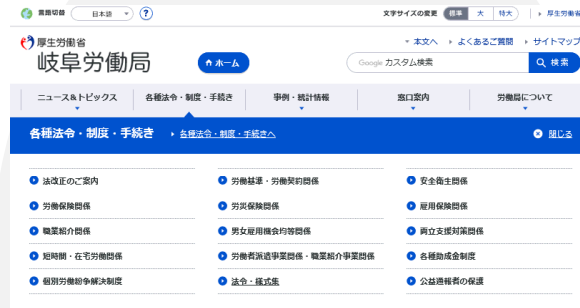 言語切替 日本語 ?
文字サイズの変更 標準 大 特大 厚生労働省
厚生労働省
岐阜労働局
ホーム
本文へ よくあるご質問 サイトマップ
Google カスタム検索 検索
ニュース&トピックス 各種法令・制度・手続き 事例・統計情報 窓口案内 労働局について
各種法令・制度・手続き 各種法令・制度・手続きへ 閉じる
法改正のご案内 労働基準・労働契約関係 安全衛生関係
労働保険関係 労災保険関係 雇用保険関係
職業紹介関係 男女雇用機会均等関係 両立支援対策関係
短時間・在宅労働関係 労働者派遣事業関係・職業紹介事業関係 各種助成金制度
個別労働紛争解決制度 法令・様式集 公益通報者の保護